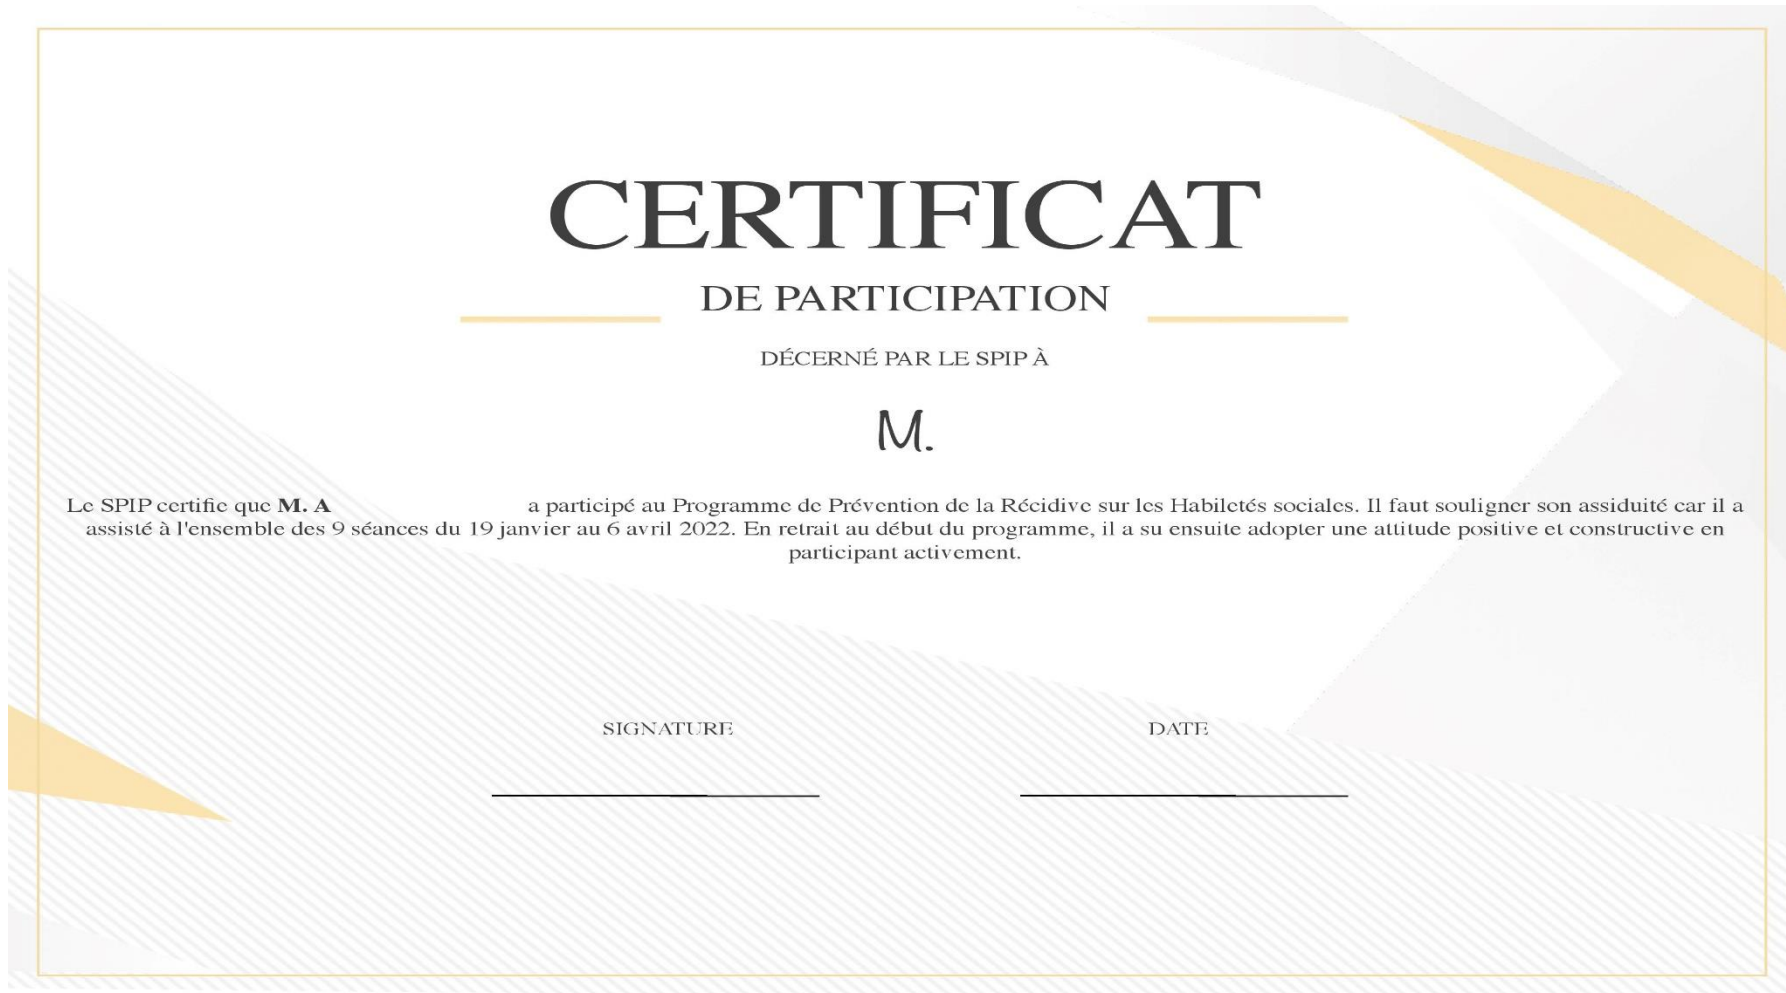 CERTIFICAT
DE PARTICIPATION
DÉCERNÉ PAR LE SPIP À
M.
Le SPIP certifie que M. A a participé au Programme de Prévention de la Récidive sur les Habiletés sociales. Il faut souligner son assiduité car il a
assisté à l'ensemble des 9 séances du 19 janvier au 6 avril 2022. En retrait au début du programme, il a su ensuite adopter une attitude positive et constructive en
participant activement.
SIGNATURE DATE